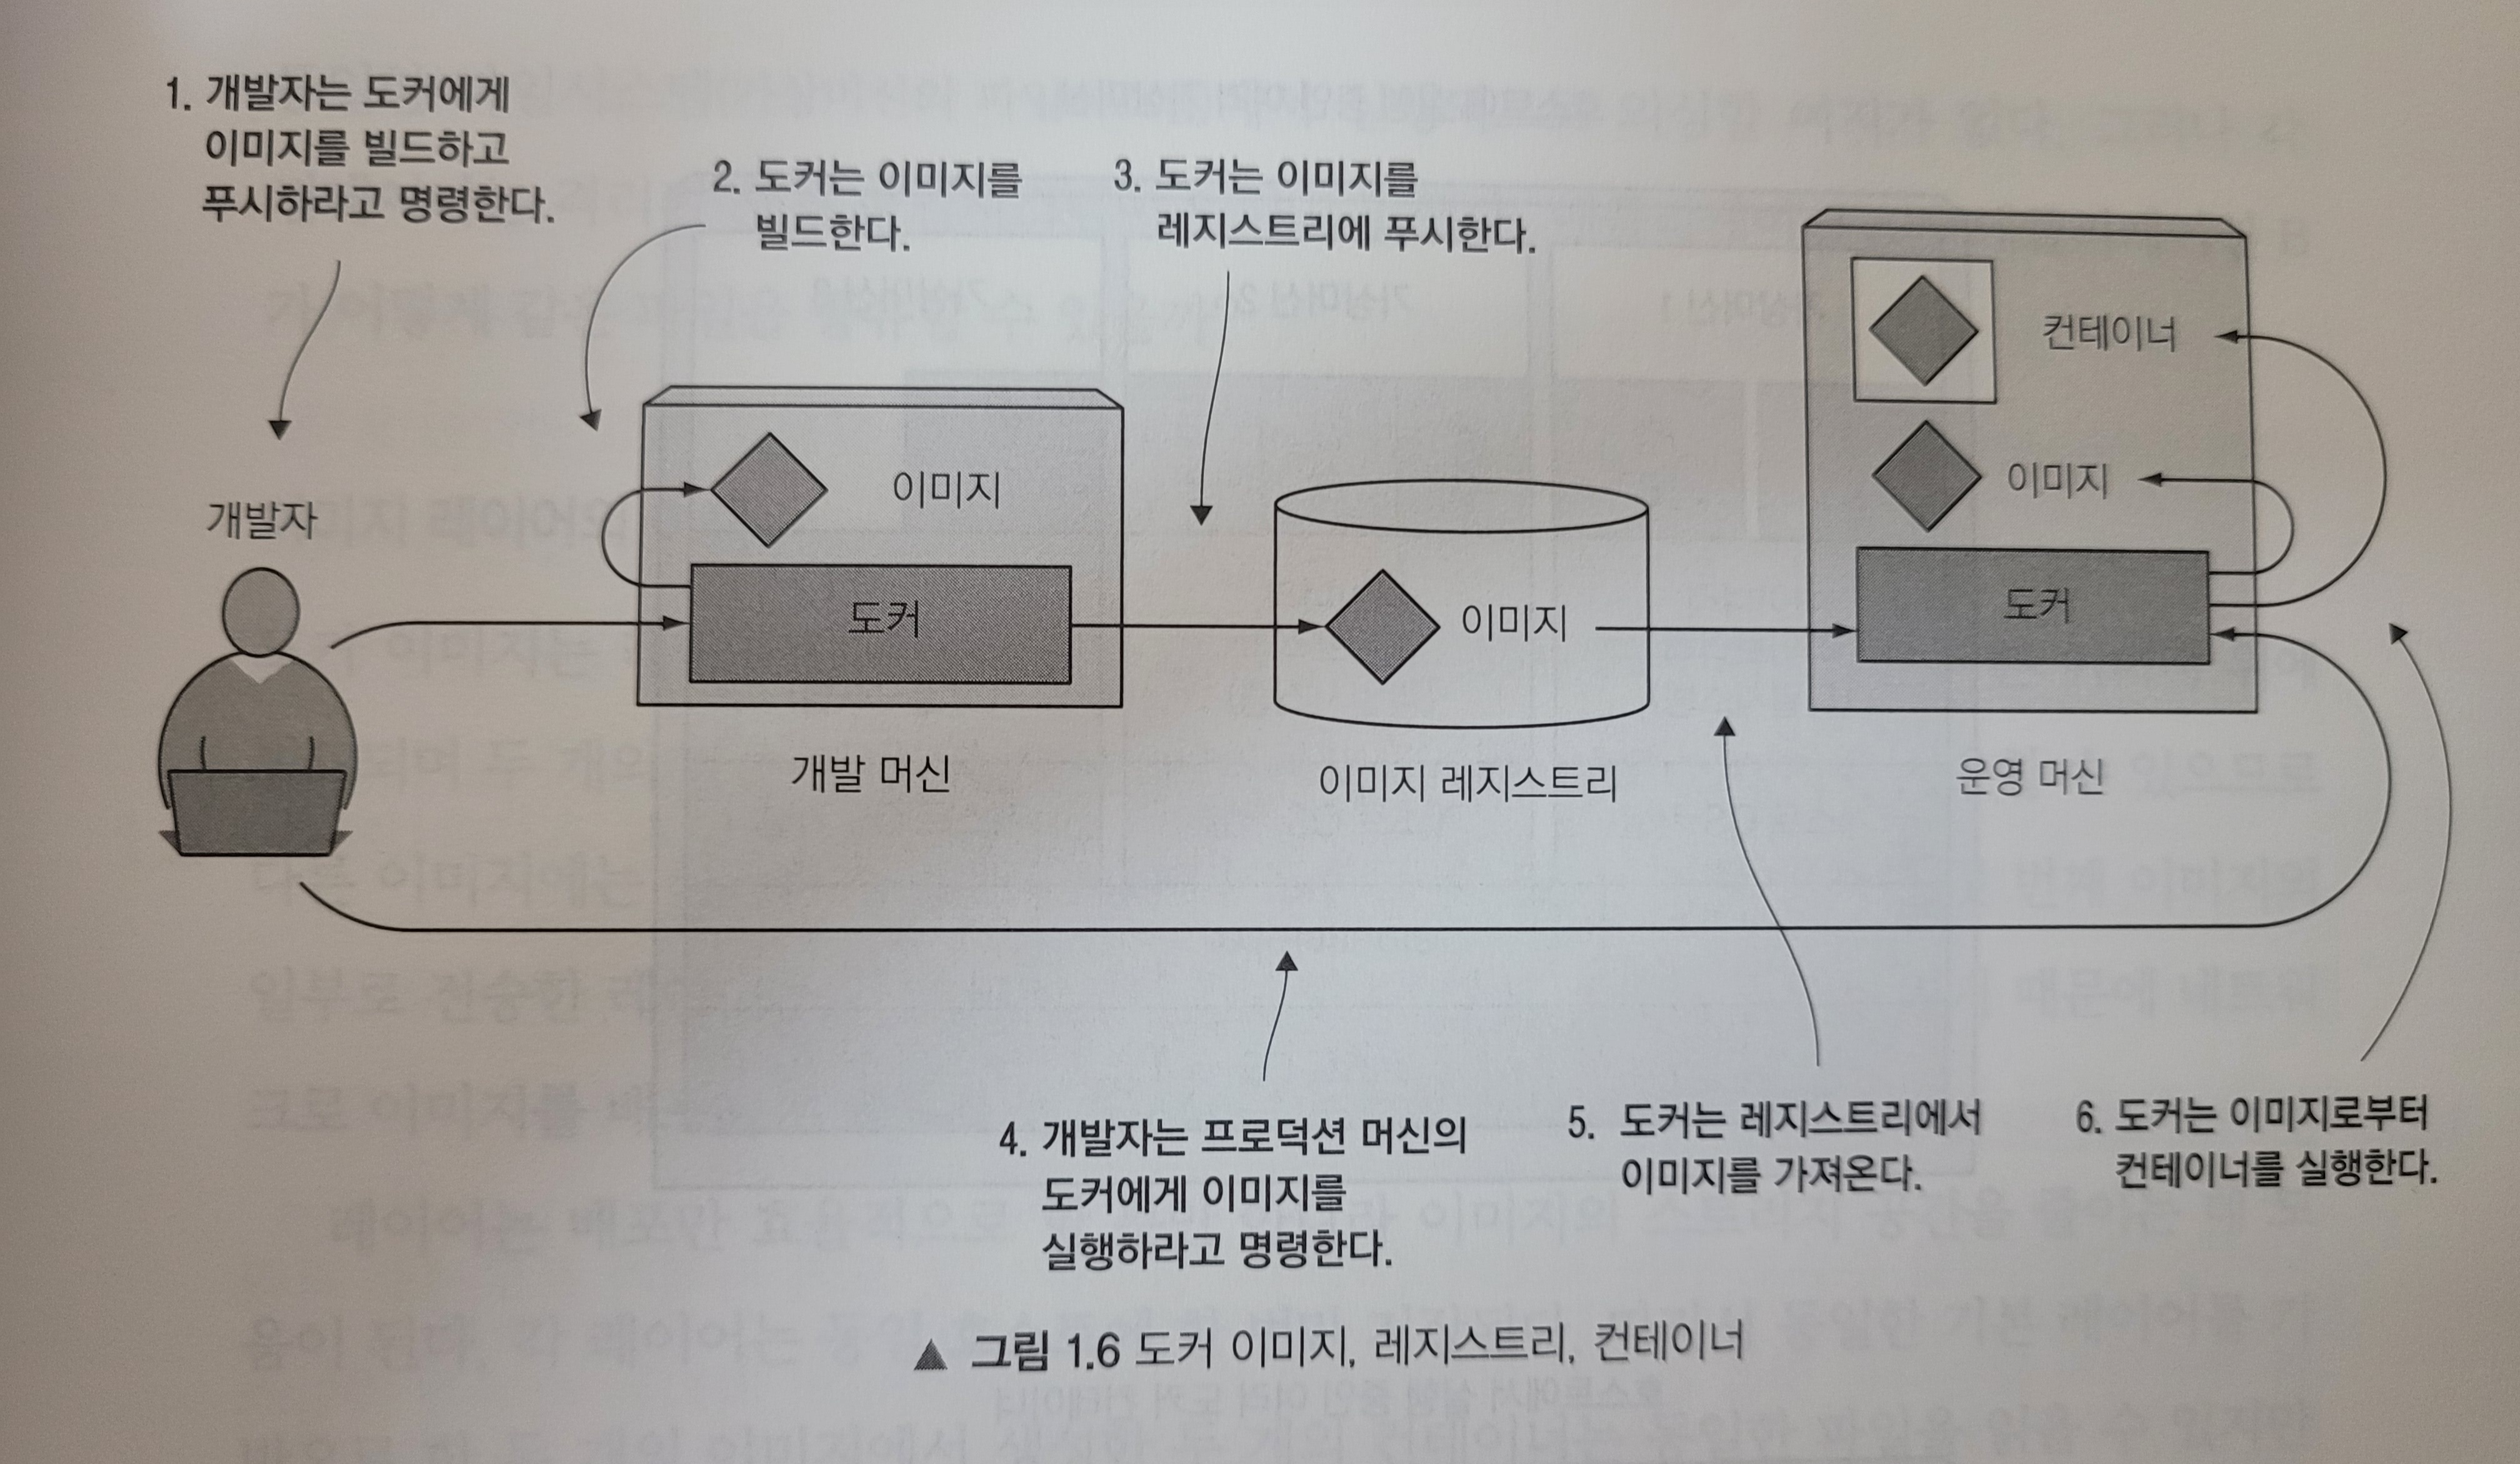 1. 개발자는 도커에게
이미지를 빌드하고
푸시하라고 명령한다.
2. 도커는 이미지를
빌드한다.
3. 도커는 이미지를
레지스트리에 푸시한다.
개발자
이미지
도커
개발 머신
이미지
이미지 레지스트리
컨테이너
이미지
도커
운영 머신
4. 개발자는 프로덕션 머신의
도커에게 이미지를
실행하라고 명령한다.
5. 도커는 레지스트리에서
이미지를 가져온다.
6. 도커는 이미지로부터
컨테이너를 실행한다.
▲ 그림 1.6 도커 이미지, 레지스트리, 컨테이너